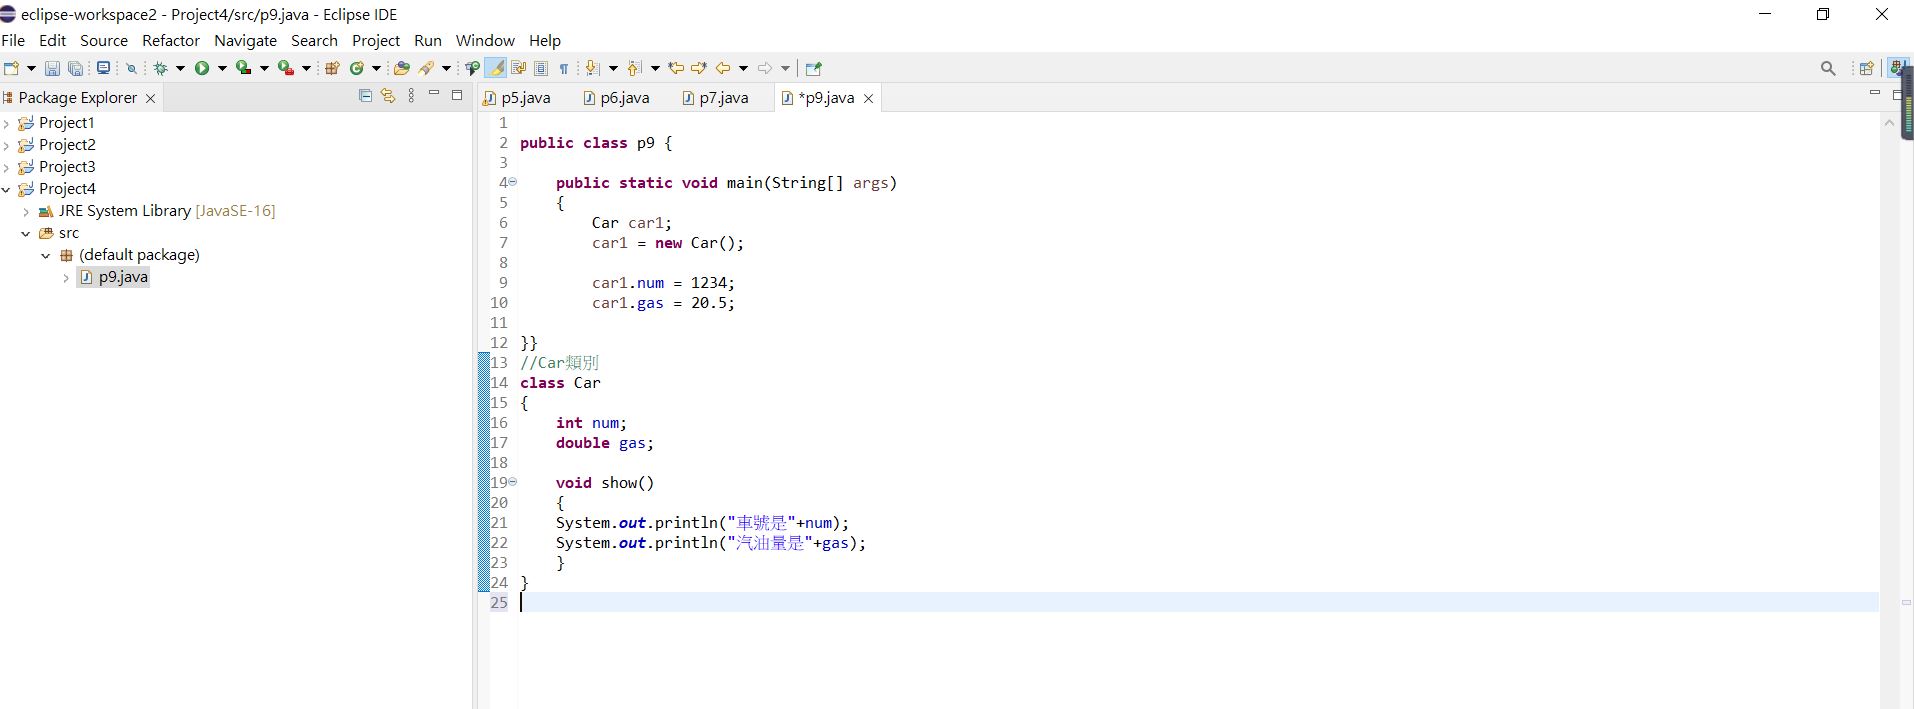 eclipse-workspace2 - Project4/src/p9.java - Eclipse IDE
File Edit Source Refactor Navigate Search Project Run Window Help
Package Explorer
Project1
Project2
Project3
Project4
JRE System Library [JavaSE-16]
src
(default package)
p9.java
p5.java p6.java p7.java *p9.java
1
2 public class p9 {
3
4 public static void main(String[] args)
5 {
6 Car car1;
7 car1 = new Car();
8
9 car1.num = 1234;
10 car1.gas = 20.5;
11
12 }}
13 //Car類別
14 class Car
15 {
16 int num;
17 double gas;
18
19 void show()
20 {
21 System.out.println("車號是"+num);
22 System.out.println("汽油量是"+gas);
23 }
24 }
25